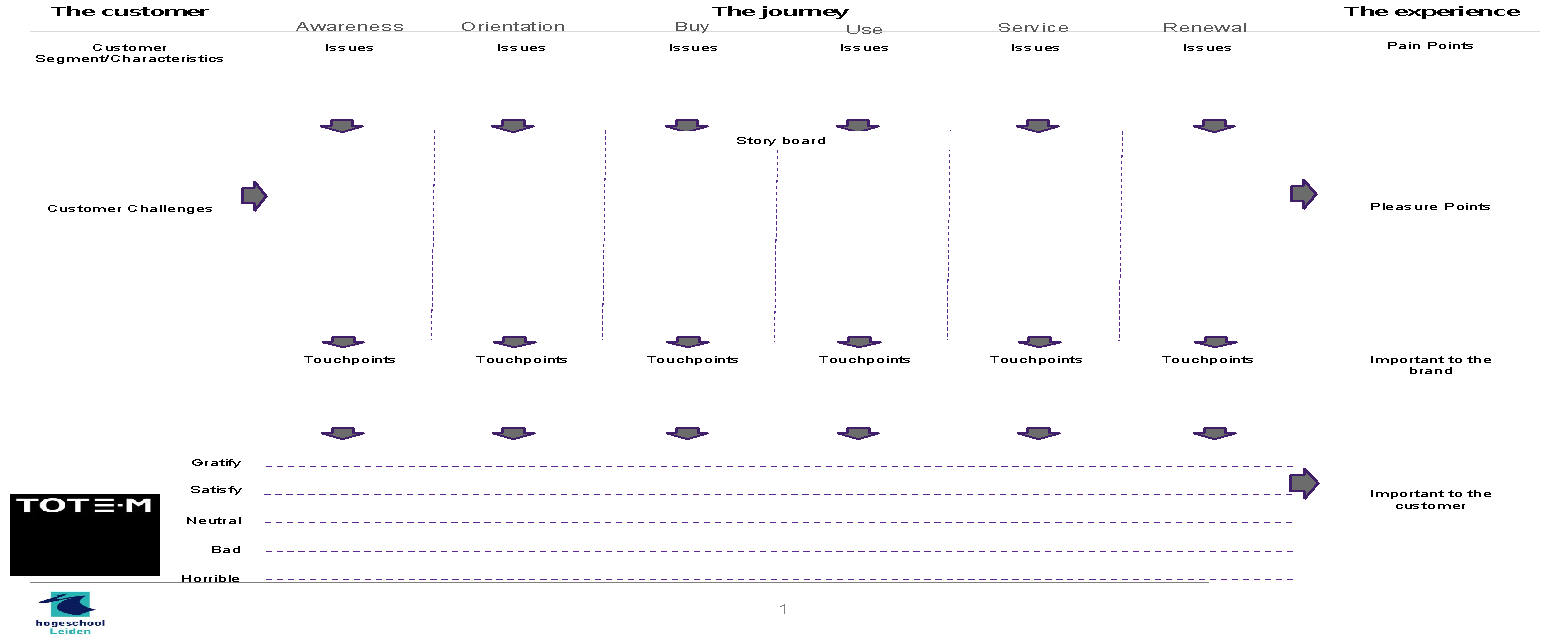 The customer
The journey
The experience
Awareness
Orientation
Buy
Use
Service
Renewal
Customer
Segment/Characteristics
Issues
Issues
Issues
Issues
Issues
Issues
Pain Points
Story board
Customer Challenges
Pleasure Points
Touchpoints
Touchpoints
Touchpoints
Touchpoints
Touchpoints
Touchpoints
Important to the
brand
Gratify
Satisfy
Neutral
Bad
Horrible
Important to the
customer
TOTE·M
hogeschool
Leiden
1